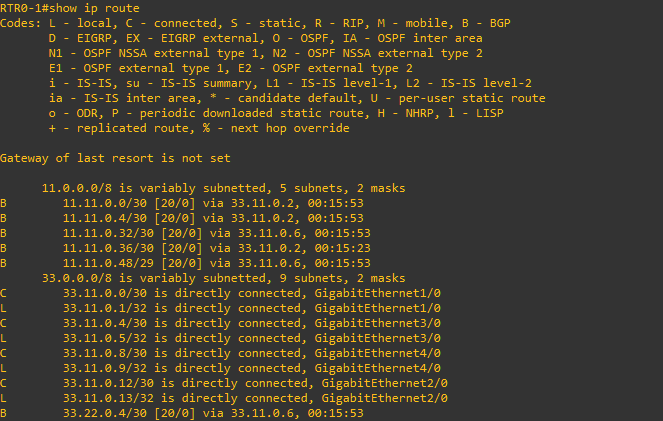 RTR0-1#show ip route
Codes: L - local, C - connected, S - static, R - RIP, M - mobile, B - BGP
       D - EIGRP, EX - EIGRP external, O - OSPF, IA - OSPF inter area
       N1 - OSPF NSSA external type 1, N2 - OSPF NSSA external type 2
       E1 - OSPF external type 1, E2 - OSPF external type 2
       i - IS-IS, su - IS-IS summary, L1 - IS-IS level-1, L2 - IS-IS level-2
       ia - IS-IS inter area, * - candidate default, U - per-user static route
       o - ODR, P - periodic downloaded static route, H - NHRP, l - LISP
       + - replicated route, % - next hop override
Gateway of last resort is not set
      11.0.0.0/8 is variably subnetted, 5 subnets, 2 masks
B        11.11.0.0/30 [20/0] via 33.11.0.2, 00:15:53
B        11.11.0.4/30 [20/0] via 33.11.0.2, 00:15:53
B        11.11.0.32/30 [20/0] via 33.11.0.6, 00:15:53
B        11.11.0.36/30 [20/0] via 33.11.0.2, 00:15:23
B        11.11.0.48/29 [20/0] via 33.11.0.6, 00:15:53
      33.0.0.0/8 is variably subnetted, 9 subnets, 2 masks
C        33.11.0.0/30 is directly connected, GigabitEthernet1/0
L        33.11.0.1/32 is directly connected, GigabitEthernet1/0
C        33.11.0.4/30 is directly connected, GigabitEthernet3/0
L        33.11.0.5/32 is directly connected, GigabitEthernet3/0
C        33.11.0.8/30 is directly connected, GigabitEthernet4/0
L        33.11.0.9/32 is directly connected, GigabitEthernet4/0
C        33.11.0.12/30 is directly connected, GigabitEthernet2/0
L        33.11.0.13/32 is directly connected, GigabitEthernet2/0
B        33.22.0.4/30 [20/0] via 33.11.0.6, 00:15:53